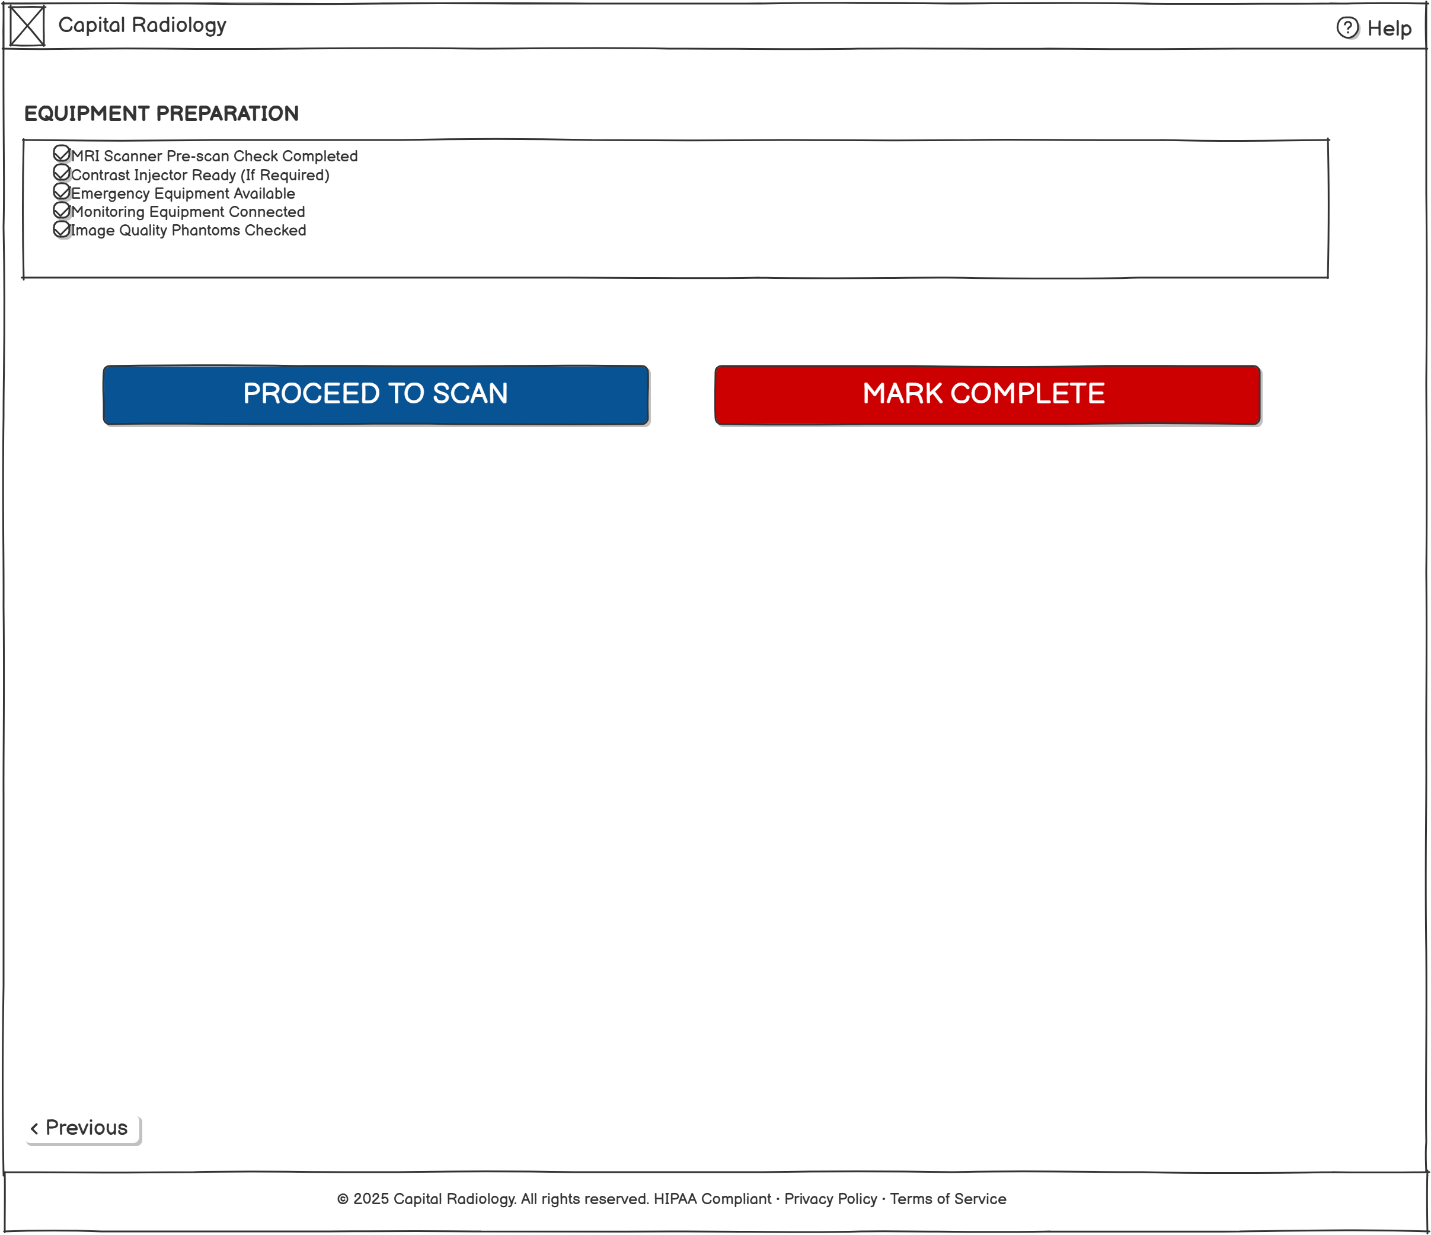 Capital Radiology
? Help
EQUIPMENT PREPARATION
MRI Scanner Pre-scan Check Completed
Contrast Injector Ready (If Required)
Emergency Equipment Available
Monitoring Equipment Connected
Image Quality Phantoms Checked
PROCEED TO SCAN
MARK COMPLETE
‹ Previous
© 2025 Capital Radiology. All rights reserved. HIPAA Compliant · Privacy Policy · Terms of Service